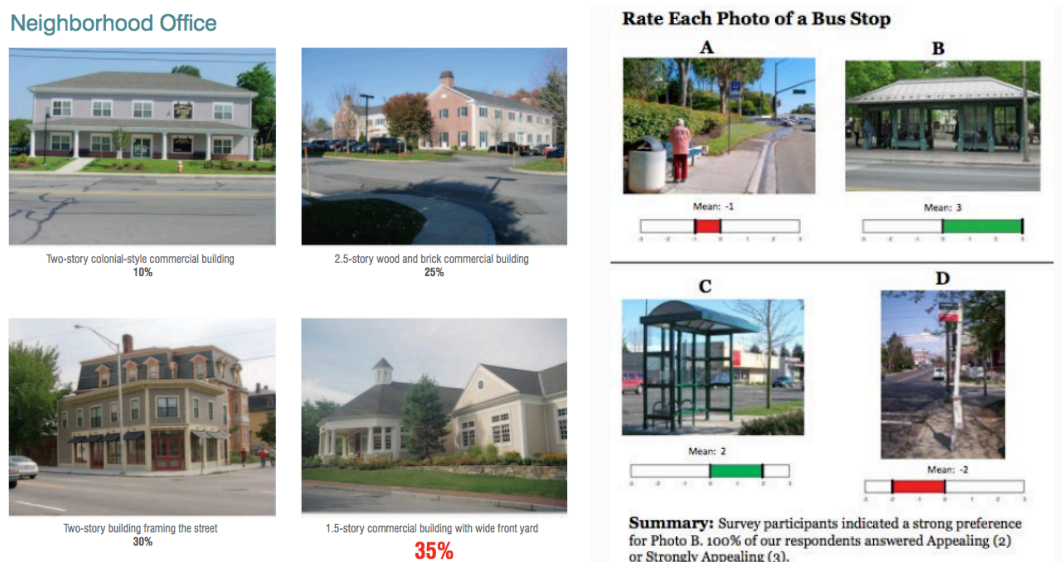 Neighborhood Office
Two-story colonial-style commercial building
10%
2.5-story wood and brick commercial building
25%
Two-story building framing the street
30%
1.5-story commercial building with wide front yard
35%
Rate Each Photo of a Bus Stop
A
B
Mean: -1
Mean: 3
C
D
Mean: 2
Mean: -2
Summary: Survey participants indicated a strong preference
for Photo B. 100% of our respondents answered Appealing (2)
or Strongly Appealing (3).